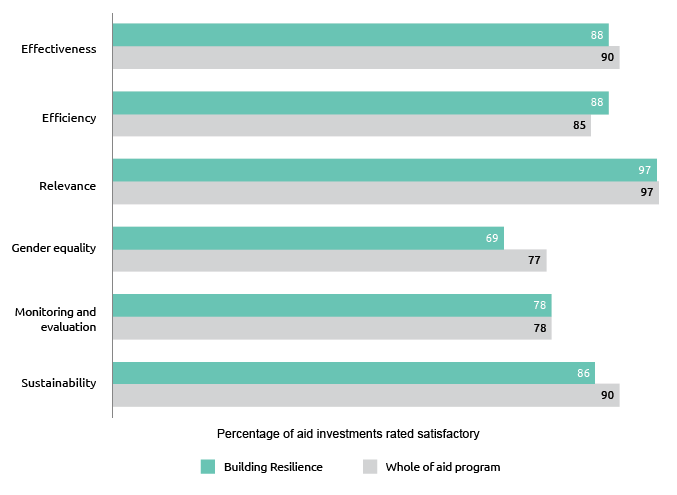 Effectiveness
88
90
Efficiency
88
85
Relevance
97
97
Gender equality
69
77
Monitoring and
evaluation
78
78
Sustainability
86
90
Percentage of aid investments rated satisfactory
Building Resilience
Whole of aid program